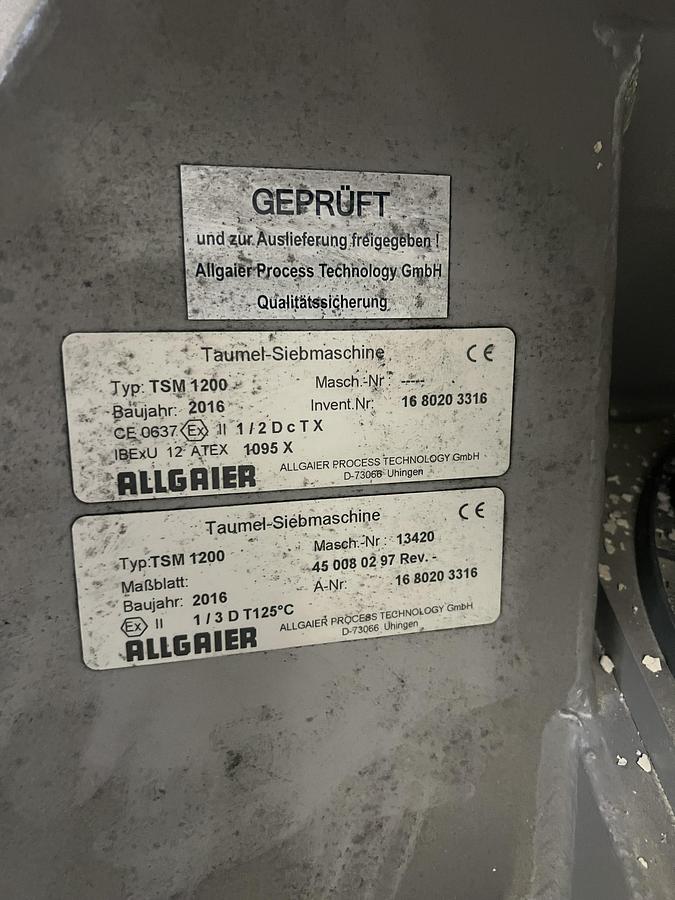 GEPRÜFT
und zur Auslieferung freigegeben !
Allgaier Process Technology GmbH
Qualitätssicherung
Taumel-Siebmaschine CE
Typ: TSM 1200 Masch.-Nr : -----
Baujahr: 2016 Invent.Nr: 16 8020 3316
CE 0637 Ex II 1 / 2 D c T X
IBExU 12 ATEX 1095 X
ALLGAIER ALLGAIER PROCESS TECHNOLOGY GmbH
D-73066 Uhingen
Taumel-Siebmaschine CE
Typ: TSM 1200 Masch.-Nr : 13420
Maßblatt: 45 008 02 97 Rev. -
Baujahr: 2016 A-Nr: 16 8020 3316
Ex II 1 / 3 D T125°C
ALLGAIER ALLGAIER PROCESS TECHNOLOGY GmbH
D-73066 Uhingen